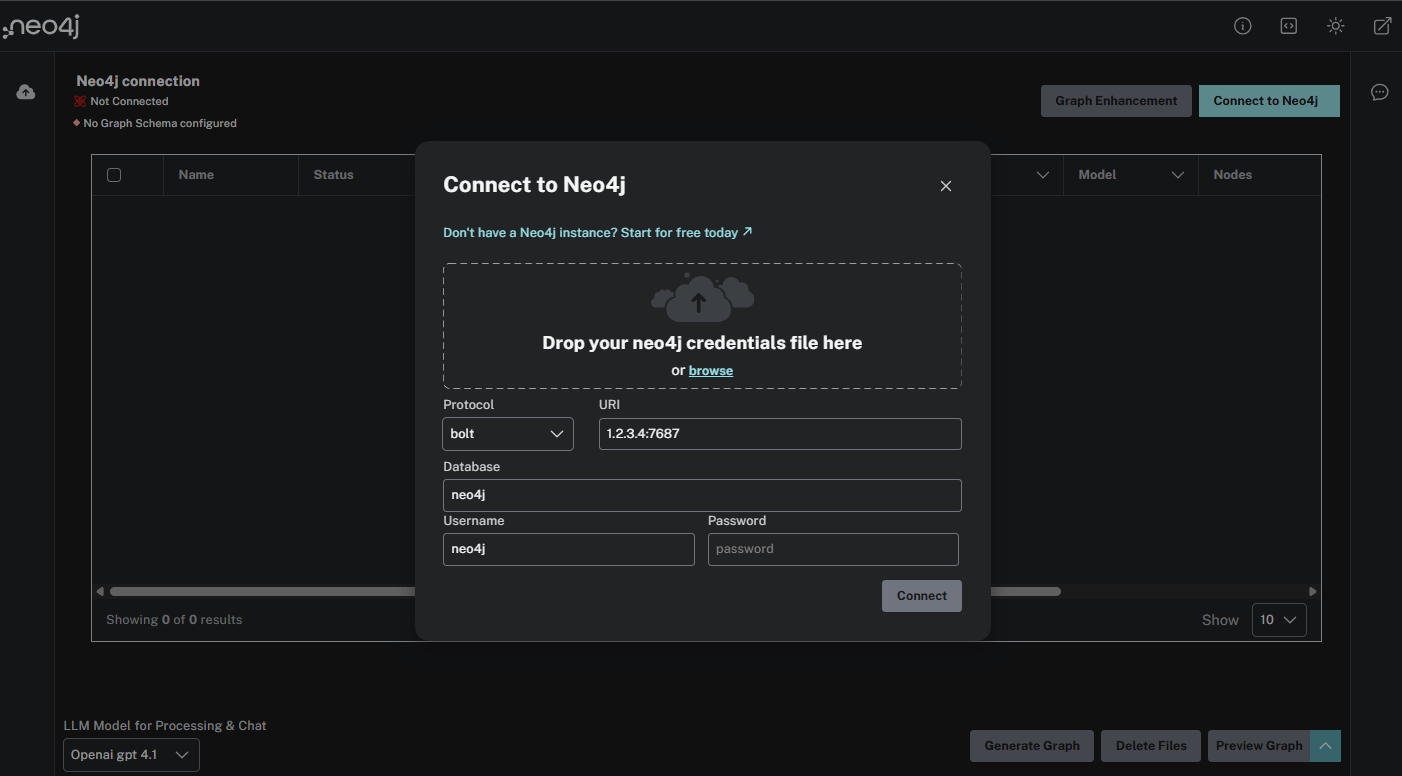 neo4j
Neo4j connection
Not Connected
No Graph Schema configured
Graph Enhancement
Connect to Neo4j
Name Status Model Nodes
Connect to Neo4j
Don't have a Neo4j instance? Start for free today
Drop your neo4j credentials file here
or browse
Protocol URI
bolt 1.2.3.4:7687
Database
neo4j
Username Password
neo4j password
Connect
Showing 0 of 0 results Show 10
LLM Model for Processing & Chat
Openai gpt 4.1
Generate Graph Delete Files Preview Graph